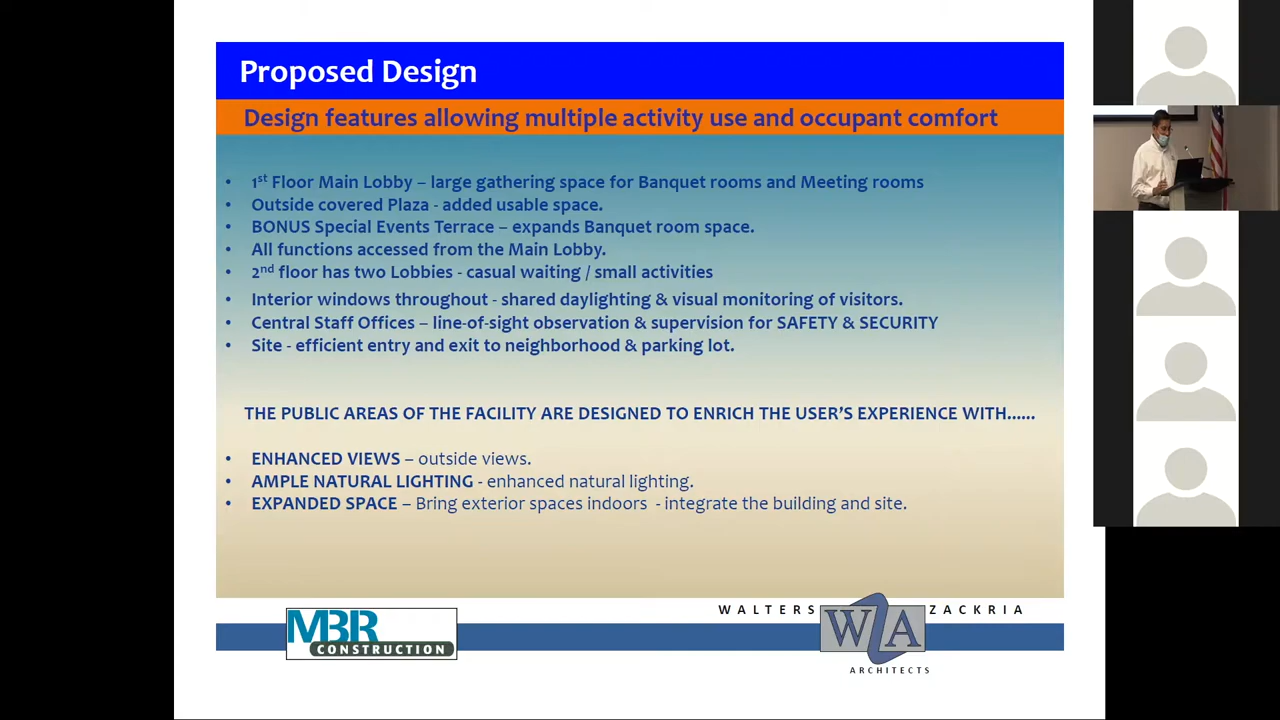 Proposed Design
Design features allowing multiple activity use and occupant comfort
• 1st Floor Main Lobby – large gathering space for Banquet rooms and Meeting rooms
• Outside covered Plaza - added usable space.
• BONUS Special Events Terrace – expands Banquet room space.
• All functions accessed from the Main Lobby.
• 2nd floor has two Lobbies - casual waiting / small activities
• Interior windows throughout - shared daylighting & visual monitoring of visitors.
• Central Staff Offices – line-of-sight observation & supervision for SAFETY & SECURITY
• Site - efficient entry and exit to neighborhood & parking lot.
THE PUBLIC AREAS OF THE FACILITY ARE DESIGNED TO ENRICH THE USER'S EXPERIENCE WITH......
• ENHANCED VIEWS – outside views.
• AMPLE NATURAL LIGHTING - enhanced natural lighting.
• EXPANDED SPACE – Bring exterior spaces indoors - integrate the building and site.
MBR
CONSTRUCTION
WALTERS ZACKRIA
WZA
ARCHITECTS